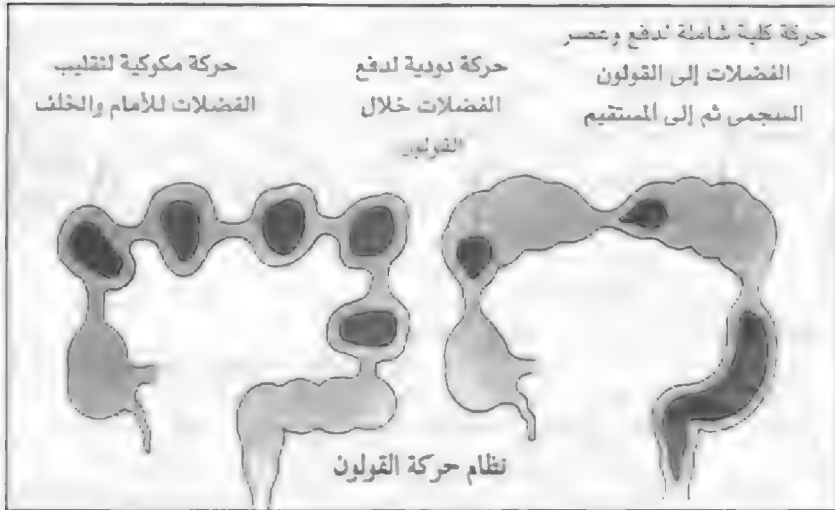 حركة كلية شاملة لدفع وعصر
الفضلات إلى القولون
السجمى ثم إلى المستقيم
حركة دودية لدفع
الفضلات خلال
القولون
حركة مكوكية لتقليب
الفضلات للأمام والخلف
نظام حركة القولون